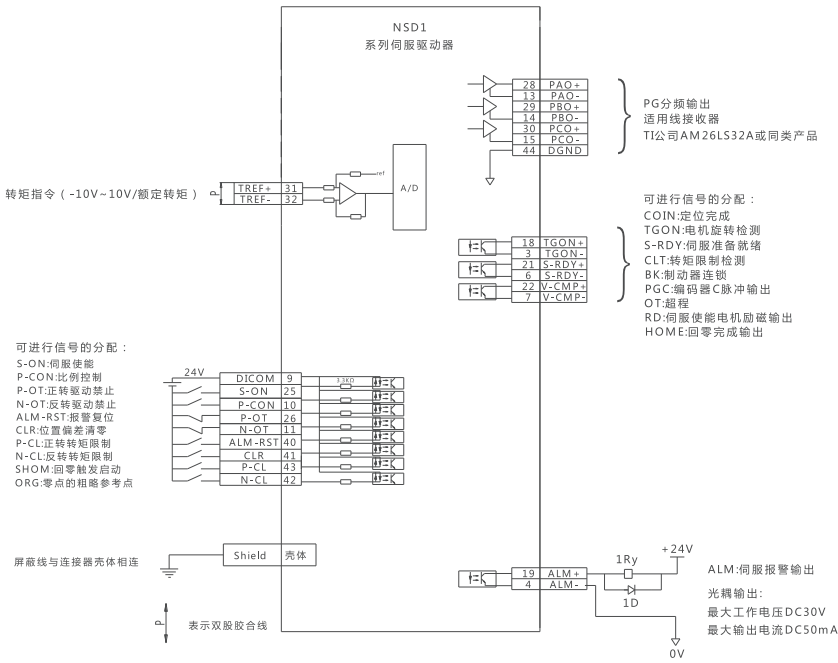 NSD1
系列伺服驱动器
28 PAO+
13 PAO-
29 PBO+
14 PBO-
30 PCO+
15 PCO-
44 DGND
PG分频输出
适用线接收器
TI公司AM26LS32A或同类产品
转矩指令（-10V~10V/额定转矩）
P
TREF+ 31
TREF- 32
ref
A/D
18 TGON+
3 TGON-
21 S-RDY+
6 S-RDY-
22 V-CMP+
7 V-CMP-
可进行信号的分配：
COIN:定位完成
TGON:电机旋转检测
S-RDY:伺服准备就绪
CLT:转矩限制检测
BK:制动器连锁
PGC:编码器C脉冲输出
OT:超程
RD:伺服使能电机励磁输出
HOME:回零完成输出
可进行信号的分配：
S-ON:伺服使能
P-CON:比例控制
P-OT:正转驱动禁止
N-OT:反转驱动禁止
ALM-RST:报警复位
CLR:位置偏差清零
P-CL:正转转矩限制
N-CL:反转转矩限制
SHOM:回零触发启动
ORG:零点的粗略参考点
24V
DICOM 9
S-ON 25
P-CON 10
P-OT 26
N-OT 11
ALM-RST 40
CLR 41
P-CL 43
N-CL 42
3.3KΩ
屏蔽线与连接器壳体相连
Shield 壳体
P
表示双股胶合线
19 ALM+
4 ALM-
1Ry
+24V
1D
0V
ALM:伺服报警输出
光耦输出:
最大工作电压DC30V
最大输出电流DC50mA